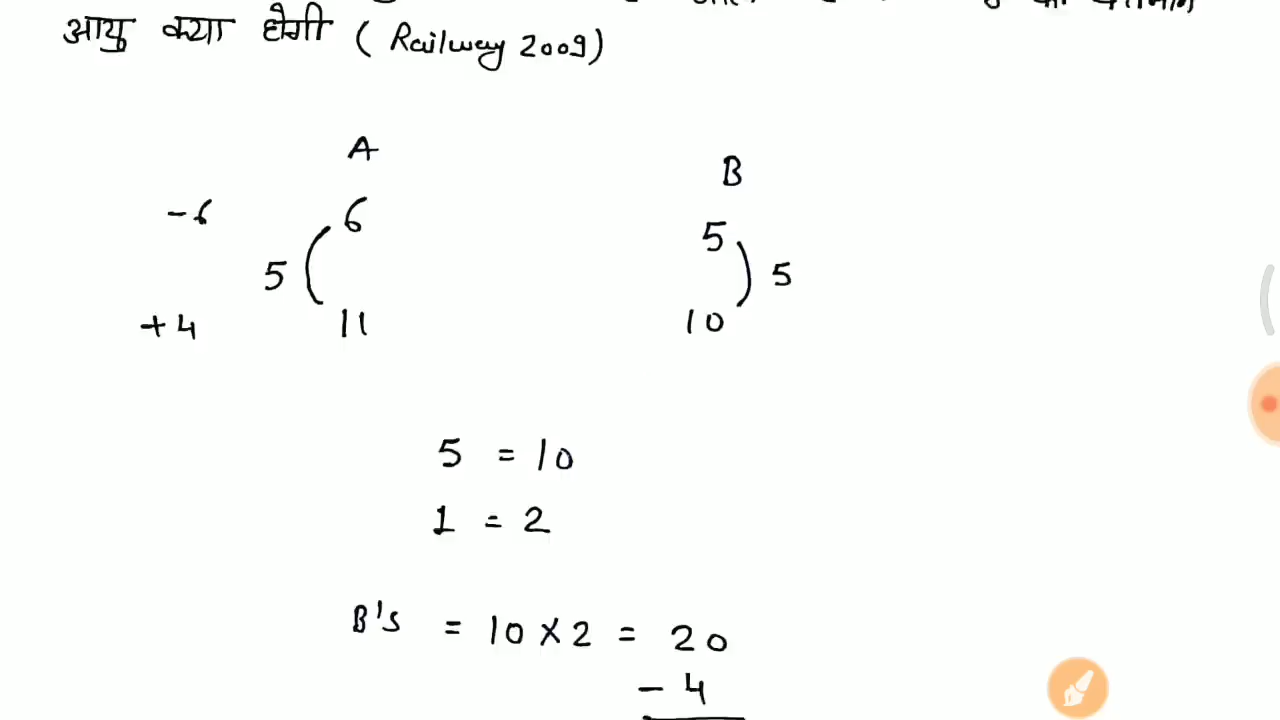 आयु क्या होगी ( Railway 2009)
A
B
-6 6 5
5 ( ) 5
+4 11 10
5 = 10
1 = 2
B's = 10 × 2 = 20
- 4